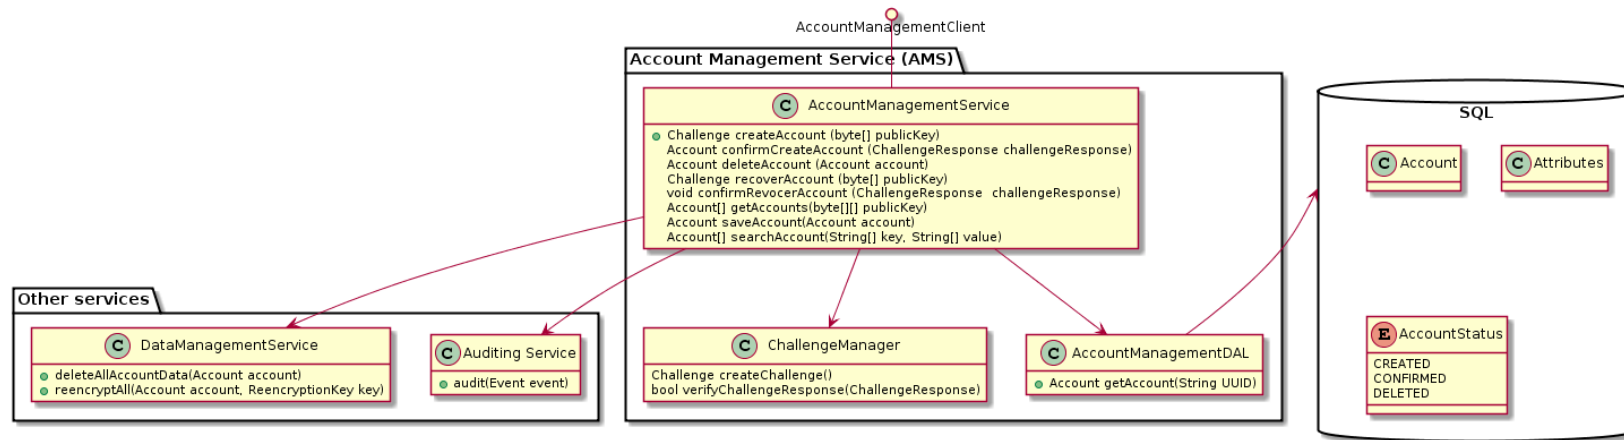 AccountManagementClient
Account Management Service (AMS)
C AccountManagementService
Challenge createAccount (byte[] publicKey)
Account confirmCreateAccount (ChallengeResponse challengeResponse)
Account deleteAccount (Account account)
Challenge recoverAccount (byte[] publicKey)
void confirmRevocerAccount (ChallengeResponse  challengeResponse)
Account[] getAccounts(byte[][] publicKey)
Account saveAccount(Account account)
Account[] searchAccount(String[] key, String[] value)
SQL
C Account
C Attributes
Other services
C DataManagementService
deleteAllAccountData(Account account)
reencryptAll(Account account, ReencryptionKey key)
C Auditing Service
audit(Event event)
C ChallengeManager
Challenge createChallenge()
bool verifyChallengeResponse(ChallengeResponse)
C AccountManagementDAL
Account getAccount(String UUID)
E AccountStatus
CREATED
CONFIRMED
DELETED